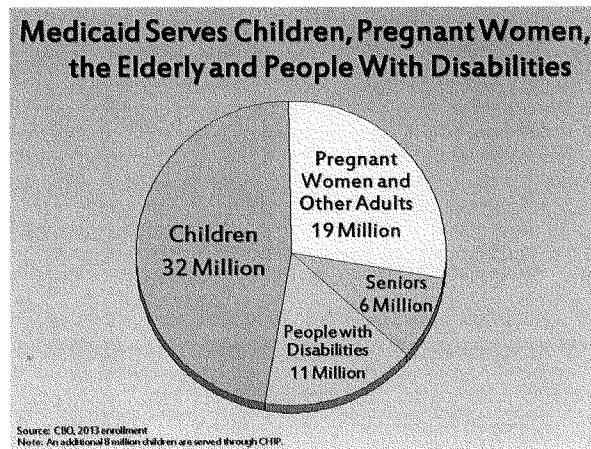 Medicaid Serves Children, Pregnant Women,
the Elderly and People With Disabilities
Pregnant
Women and
Other Adults
19 Million
Children
32 Million
Seniors
6 Million
People with
Disabilities
11 Million
Source: CBO, 2013 enrollment
Note: An additional 8 million children are served through CHIP.